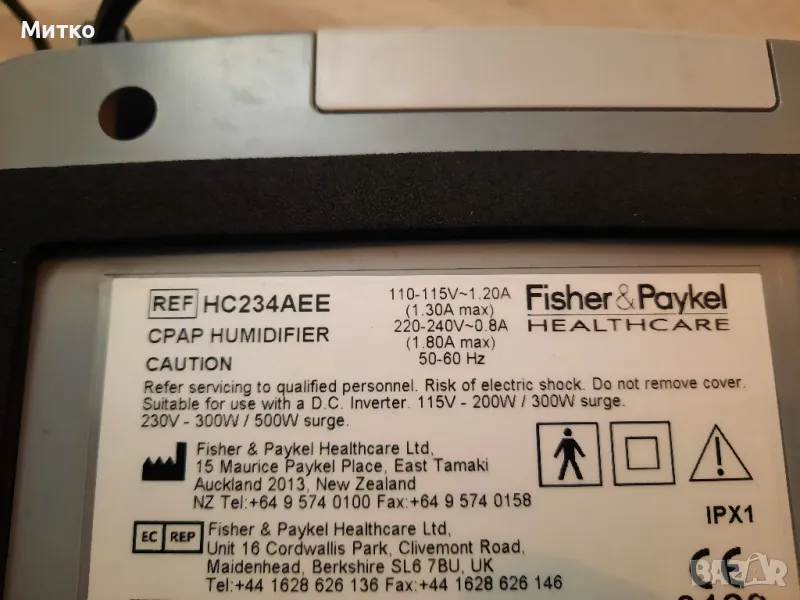 Митко
REF HC234AEE
CPAP HUMIDIFIER
CAUTION
110-115V~1.20A
(1.30A max)
220-240V~0.8A
(1.80A max)
50-60 Hz
Fisher&Paykel
HEALTHCARE
Refer servicing to qualified personnel. Risk of electric shock. Do not remove cover.
Suitable for use with a D.C. Inverter. 115V - 200W / 300W surge.
230V - 300W / 500W surge.
Fisher & Paykel Healthcare Ltd,
15 Maurice Paykel Place, East Tamaki
Auckland 2013, New Zealand
NZ Tel:+64 9 574 0100 Fax:+64 9 574 0158
IPX1
EC REP
Fisher & Paykel Healthcare Ltd,
Unit 16 Cordwallis Park, Clivemont Road,
Maidenhead, Berkshire SL6 7BU, UK
Tel:+44 1628 626 136 Fax:+44 1628 626 146
CE
BAZAR